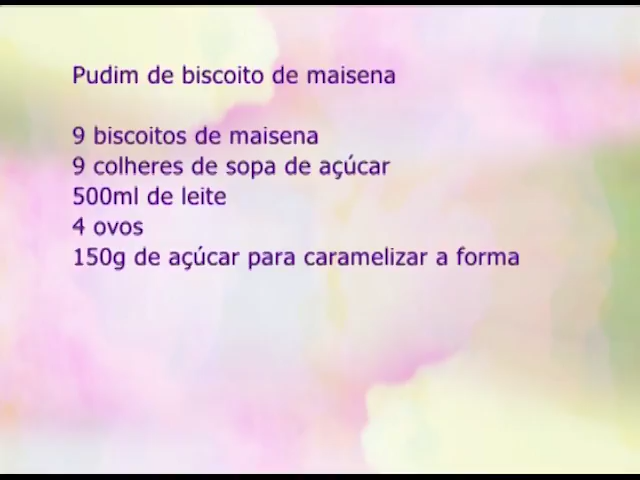 Pudim de biscoito de maisena
9 biscoitos de maisena
9 colheres de sopa de açúcar
500ml de leite
4 ovos
150g de açúcar para caramelizar a forma